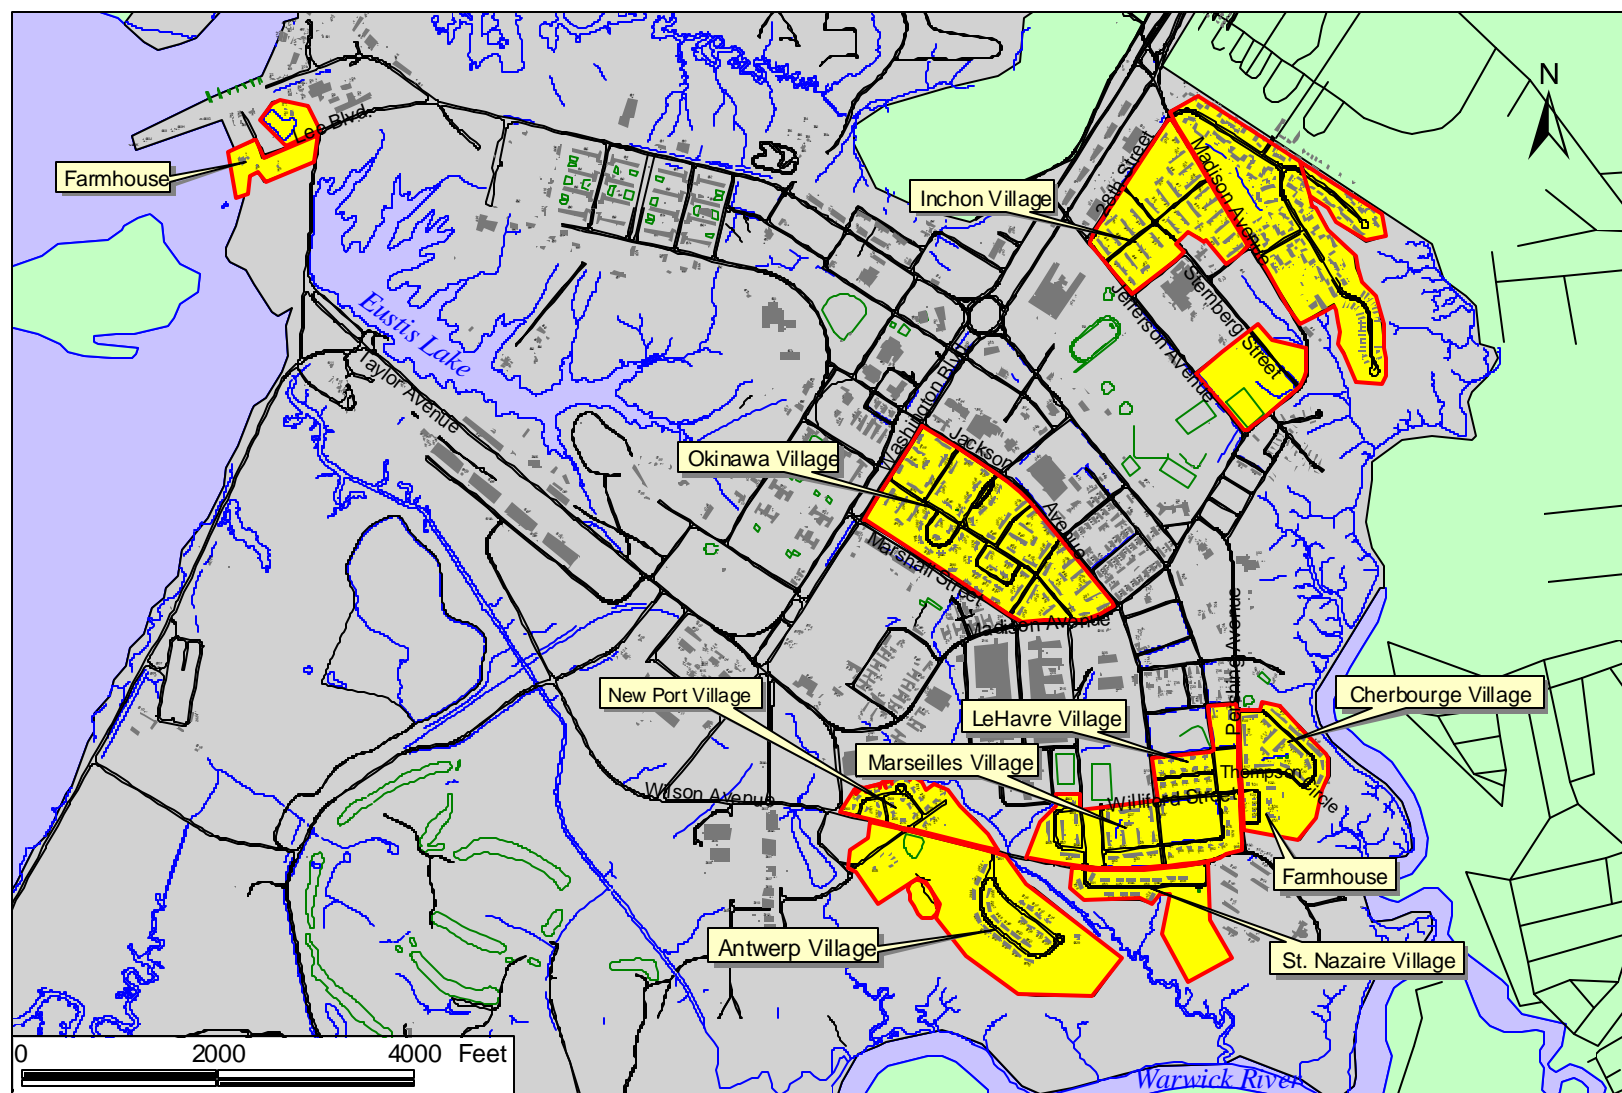 N
Lee Blvd.
Farmhouse
28th Street
Madison Avenue
Inchon Village
Sternberg Street
Jefferson Avenue
Eustis Lake
Taylor Avenue
Washington Blvd
Jackson Avenue
Okinawa Village
Marshall Street
Madison Avenue
Pershing Avenue
New Port Village
Cherbourge Village
LeHavre Village
Marseilles Village
Thompson Circle
Williford Street
Wilson Avenue
Farmhouse
Antwerp Village
St. Nazaire Village
0 2000 4000 Feet
Warwick River